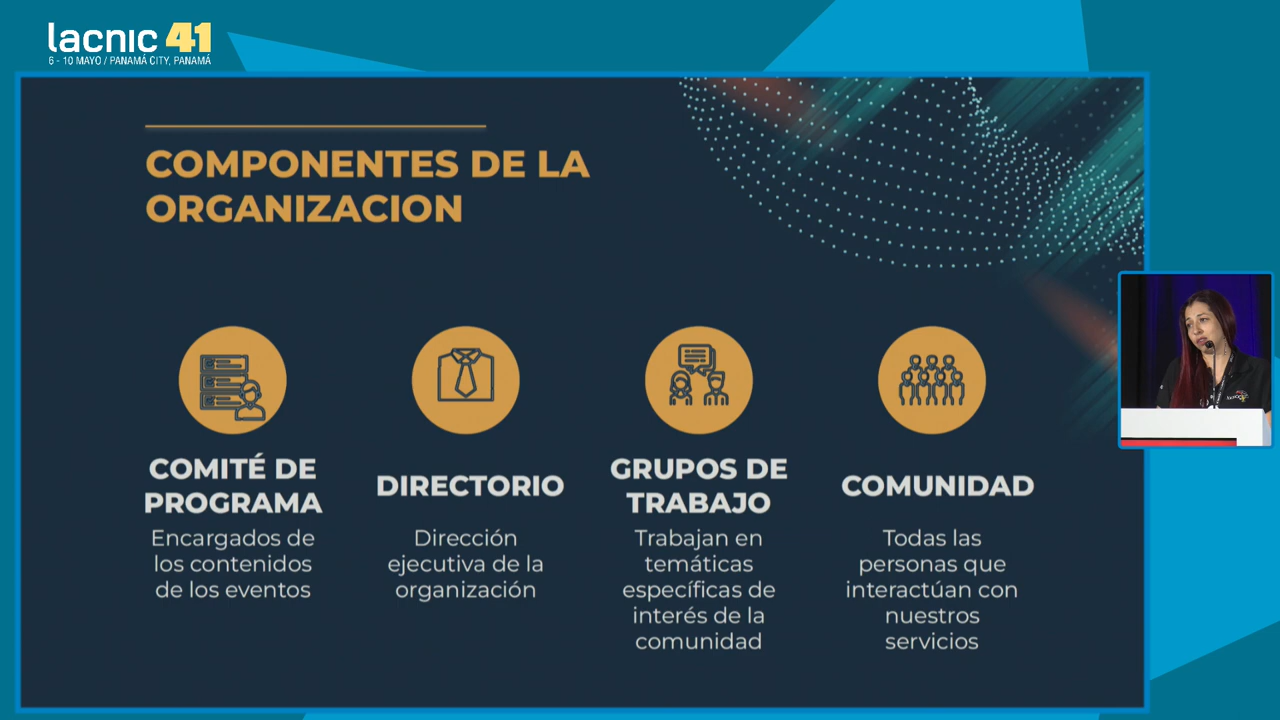 lacnic 41
6 - 10 MAYO / PANAMÁ CITY, PANAMÁ
COMPONENTES DE LA
ORGANIZACION
COMITÉ DE
PROGRAMA
Encargados de
los contenidos
de los eventos
DIRECTORIO
Dirección
ejecutiva de la
organización
GRUPOS DE
TRABAJO
Trabajan en
temáticas
específicas de
interés de la
comunidad
COMUNIDAD
Todas las
personas que
interactúan con
nuestros
servicios